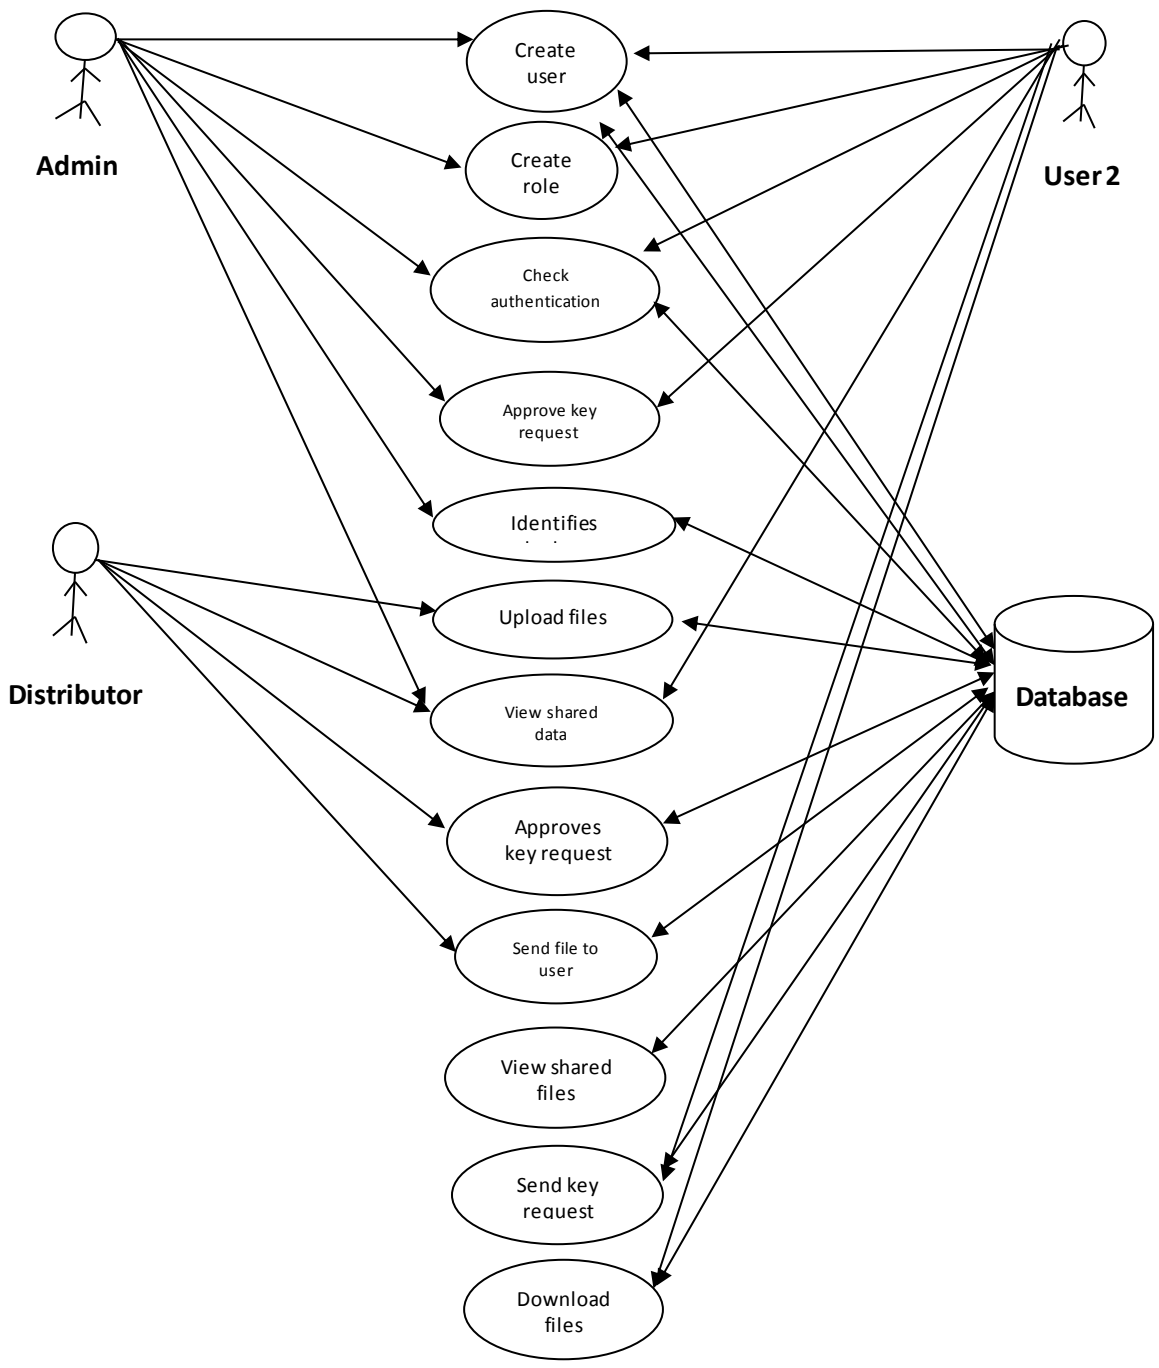 Create
user
Admin
Create
role
User 2
Check
authentication
Approve key
request
Identifies
Upload files
Distributor
View shared
data
Database
Approves
key request
Send file to
user
View shared
files
Send key
request
Download
files